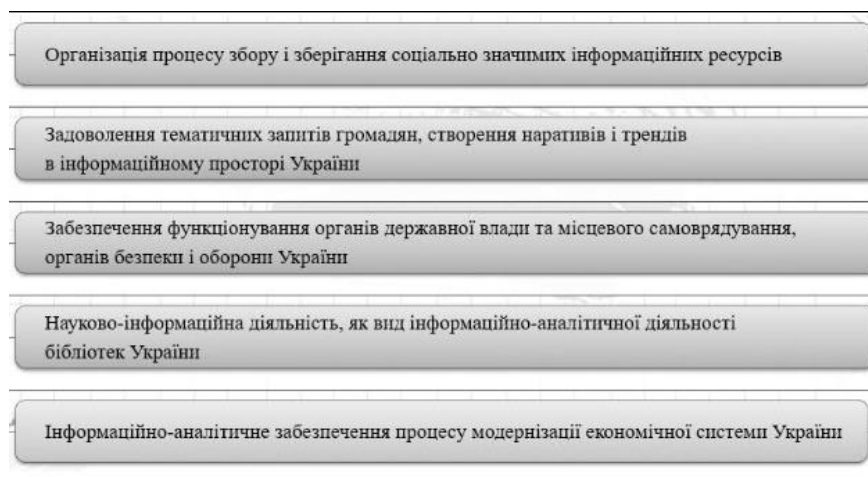 Організація процесу збору і зберігання соціально значимих інформаційних ресурсів
Задоволення тематичних запитів громадян, створення наративів і трендів
в інформаційному просторі України
Забезпечення функціонування органів державної влади та місцевого самоврядування,
органів безпеки і оборони України
Науково-інформаційна діяльність, як вид інформаційно-аналітичної діяльності
бібліотек України
Інформаційно-аналітичне забезпечення процесу модернізації економічної системи України